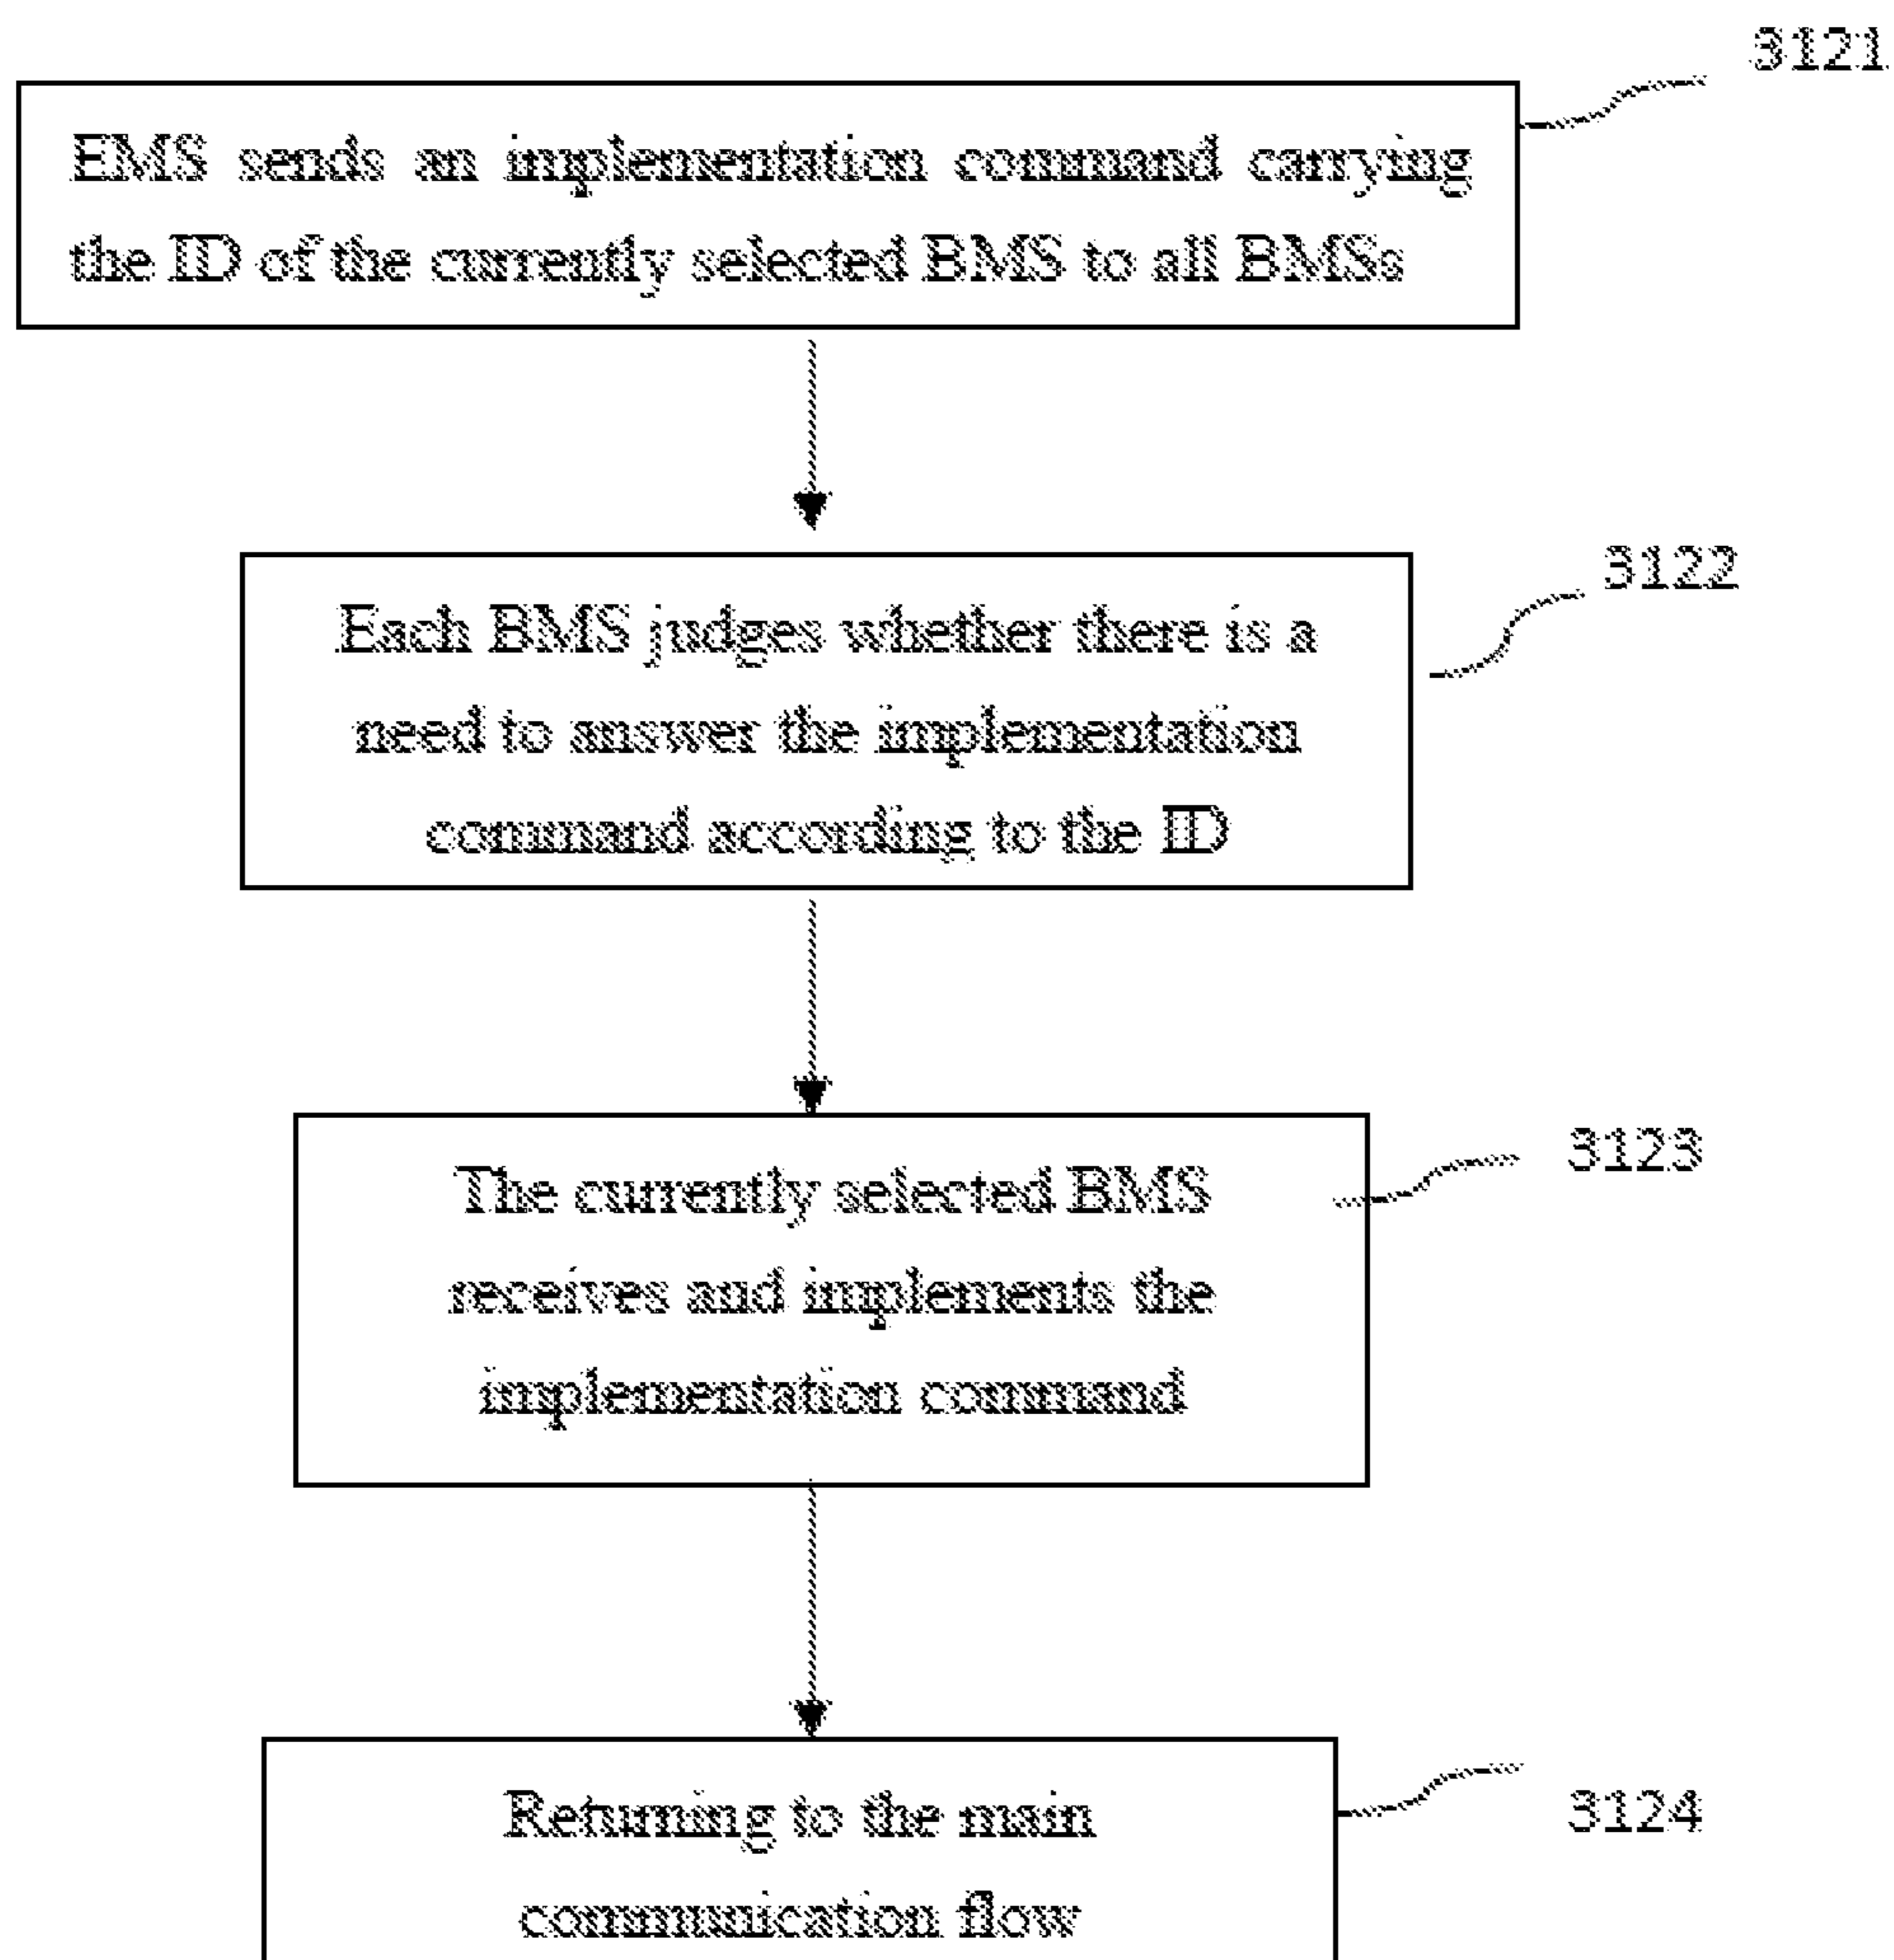 3121
EMS sends an implementation command carrying
the ID of the currently selected BMS to all BMSs
3122
Each BMS judges whether there is a
need to answer the implementation
command according to the ID
3123
The currently selected BMS
receives and implements the
implementation command
3124
Returning to the main
communication flow